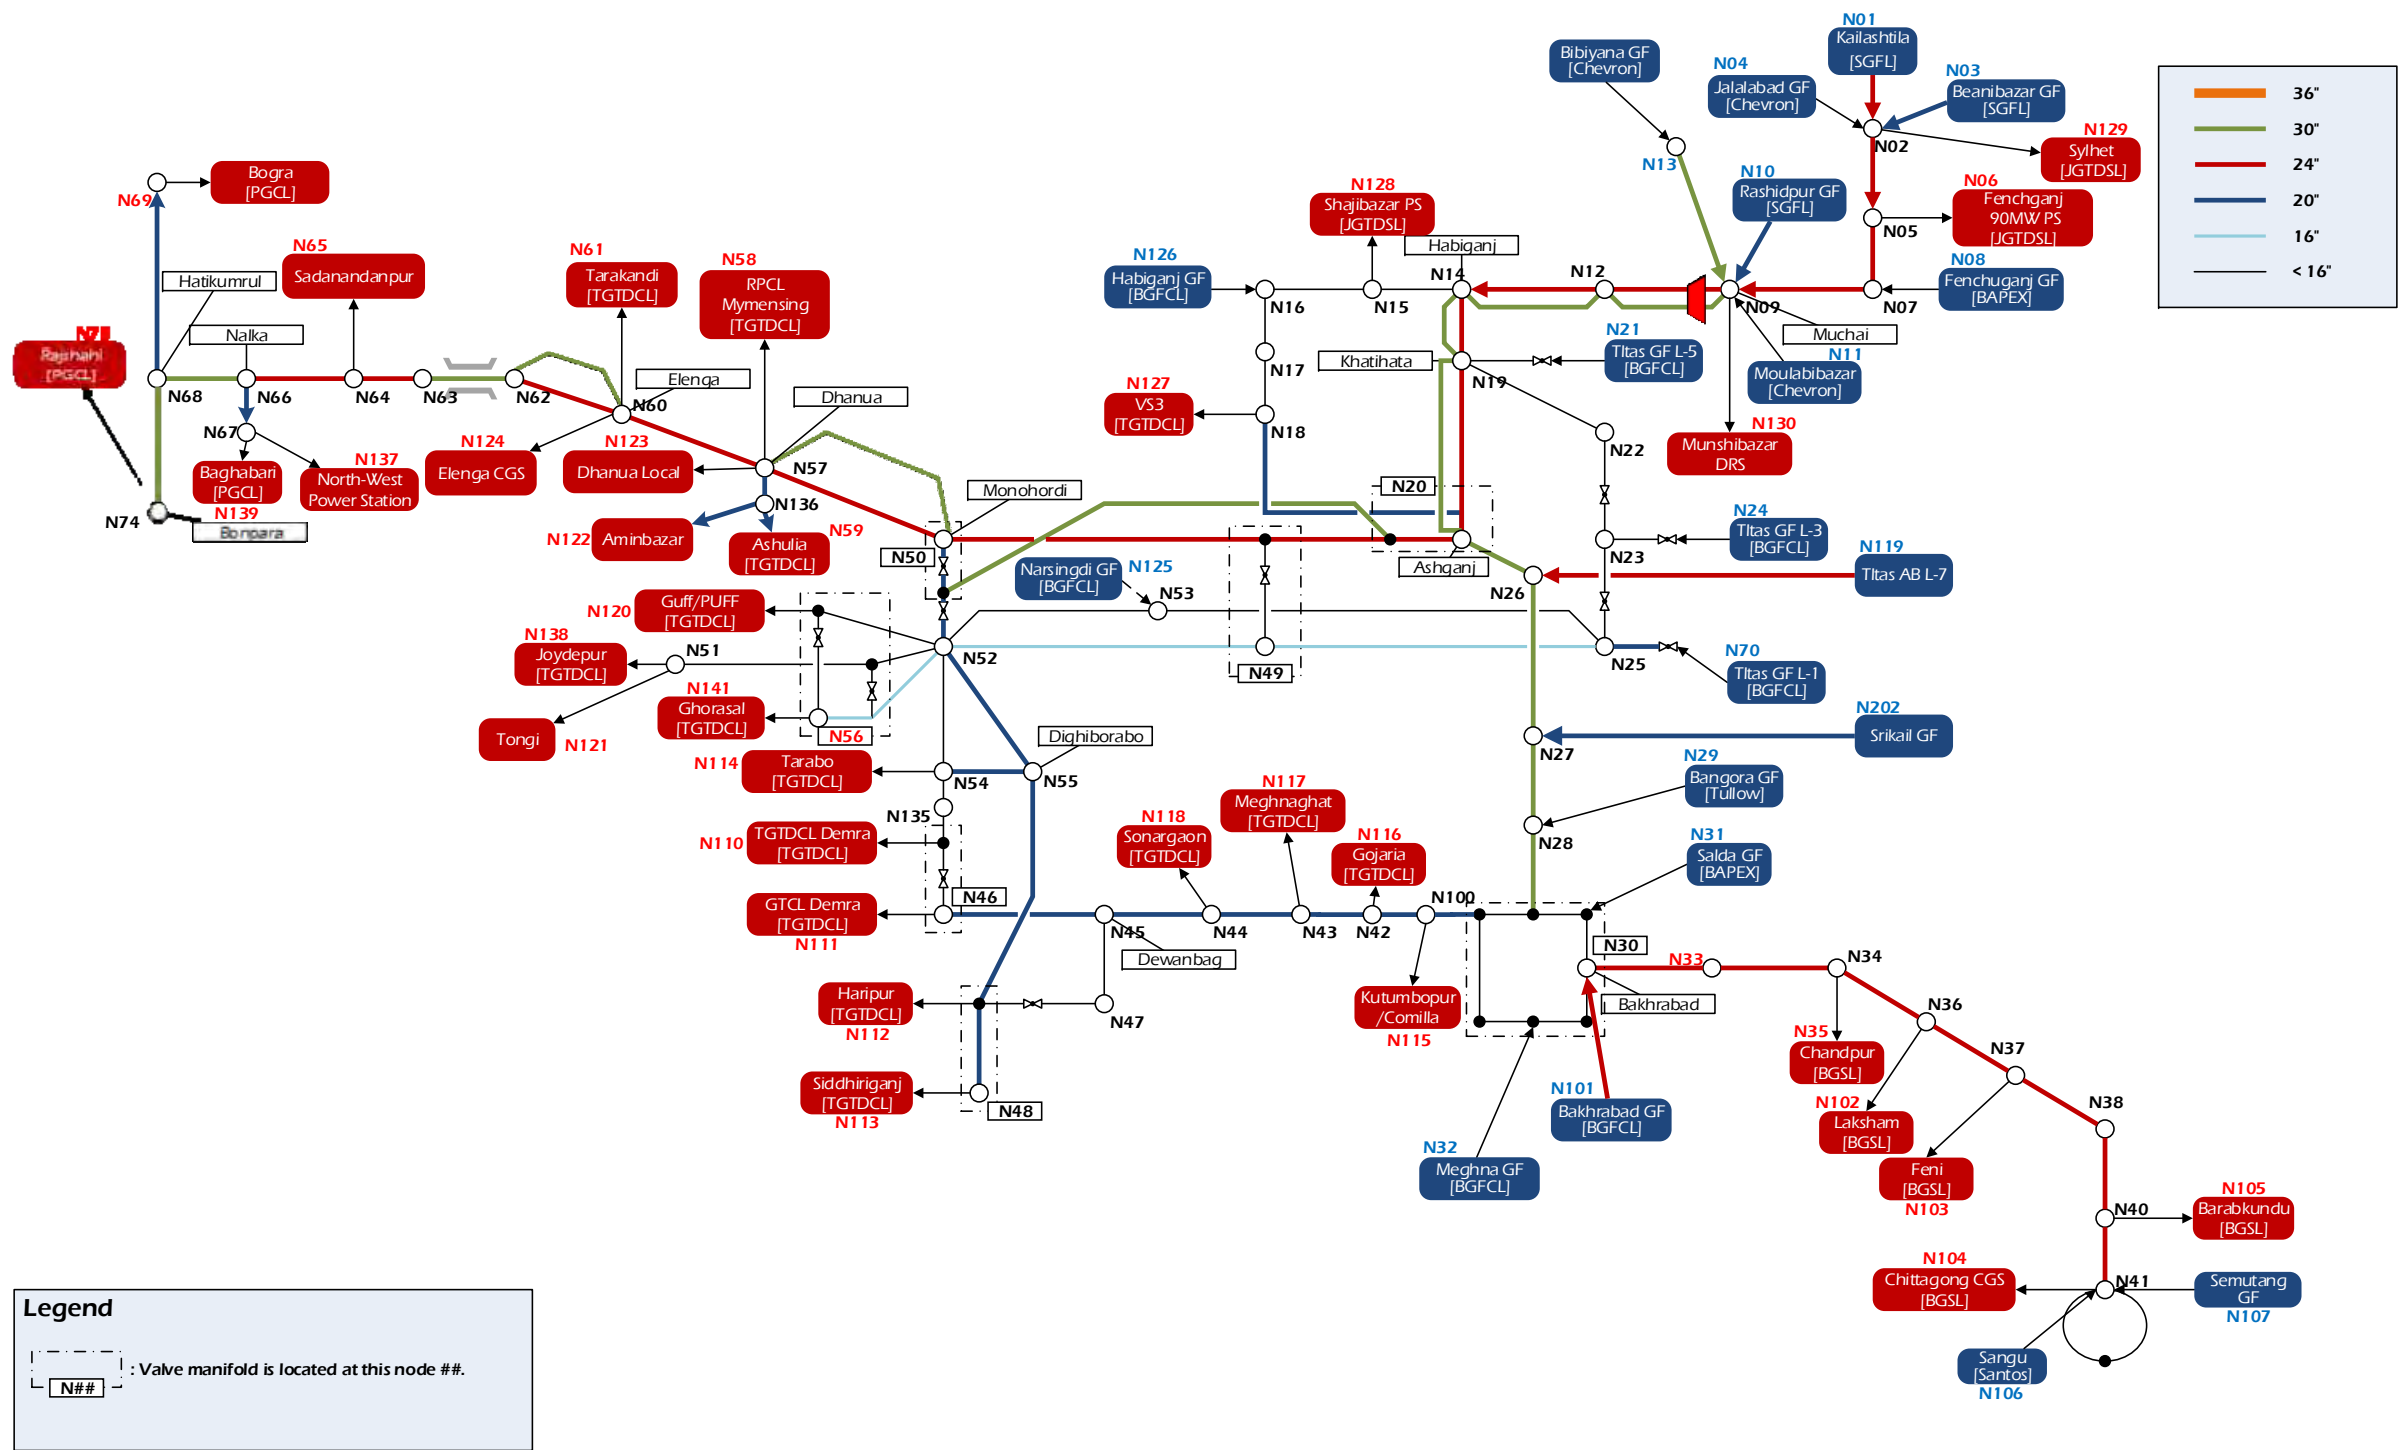 N01
Kailashtila
[SGFL]
Bibiyana GF
[Chevron]
N04
Jalalabad GF
[Chevron]
N03
Beanibazar GF
[SGFL]
36"
30"
24"
20"
16"
< 16"
N02
N129
Sylhet
[JGTDSL]
N13
N10
Rashidpur GF
[SGFL]
N06
Fenchganj
90MW PS
[JGTDSL]
N05
N128
Shajibazar PS
[JGTDSL]
Habiganj
N69
Bogra
[PGCL]
N65
Sadanandanpur
N61
Tarakandi
[TGTDCL]
N58
RPCL
Mymensing
[TGTDCL]
N126
Habiganj GF
[BGFCL]
N16
N15
N14
N12
N09
N08
Fenchuganj GF
[BAPEX]
N07
Muchai
Hatikumrul
Nalka
N71
Rajshahi
[PGCL]
N68
N66
N64
N63
N62
N60
Elenga
Dhanua
N17
Khatihata
N19
N21
TItas GF L-5
[BGFCL]
N11
Moulabibazar
[Chevron]
N127
VS3
[TGTDCL]
N18
N22
N130
Munshibazar
DRS
N67
Baghabari
[PGCL]
N139
N137
North-West
Power Station
N124
Elenga CGS
N123
Dhanua Local
N57
N74
Bonpara
N136
N122
Aminbazar
N59
Ashulia
[TGTDCL]
Monohordi
N50
N20
Ashganj
N24
TItas GF L-3
[BGFCL]
N23
N119
TItas AB L-7
N26
Narsingdi GF
[BGFCL]
N125
N53
N120
Guff/PUFF
[TGTDCL]
N138
Joydepur
[TGTDCL]
N51
N52
N49
N25
N70
TItas GF L-1
[BGFCL]
N141
Ghorasal
[TGTDCL]
N56
Tongi
N121
N202
Srikail GF
N27
Dighiborabo
N114
Tarabo
[TGTDCL]
N54
N55
N29
Bangora GF
[Tullow]
N28
N135
N110
TGTDCL Demra
[TGTDCL]
N118
Sonargaon
[TGTDCL]
N117
Meghnaghat
[TGTDCL]
N116
Gojaria
[TGTDCL]
N31
Salda GF
[BAPEX]
N46
GTCL Demra
[TGTDCL]
N111
N45
N44
N43
N42
N100
Dewanbag
N30
N33
N34
Bakhrabad
N112
Haripur
[TGTDCL]
N47
Kutumbopur
/Comilla
N115
N36
N35
Chandpur
[BGSL]
N37
N113
Siddhiriganj
[TGTDCL]
N48
N101
Bakhrabad GF
[BGFCL]
N102
Laksham
[BGSL]
N38
N32
Meghna GF
[BGFCL]
Feni
[BGSL]
N103
N40
N105
Barabkundu
[BGSL]
N104
Chittagong CGS
[BGSL]
N41
Semutang
GF
N107
Sangu
[Santos]
N106
Legend
N##
: Valve manifold is located at this node ##.